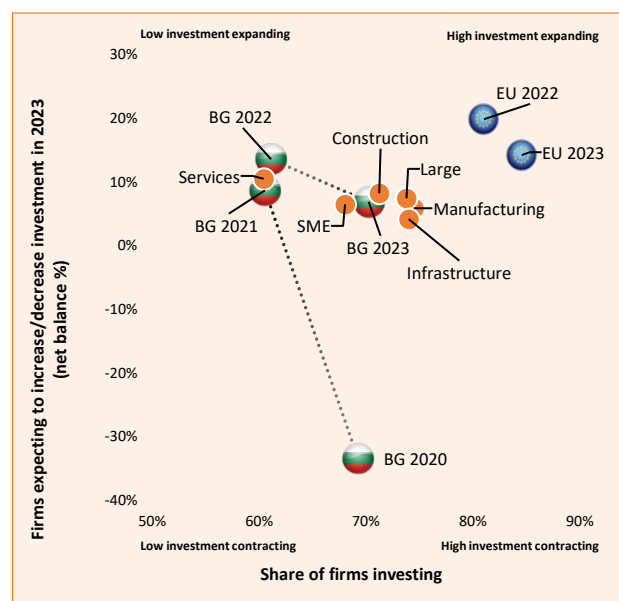 Low investment expanding
High investment expanding
Firms expecting to increase/decrease investment in 2023
(net balance %)
30%
20%
10%
0%
-10%
-20%
-30%
-40%
EU 2022
BG 2022
Construction
EU 2023
Services
Large
BG 2021
SME
Manufacturing
BG 2023
Infrastructure
BG 2020
50%
60%
70%
80%
90%
Low investment contracting
High investment contracting
Share of firms investing